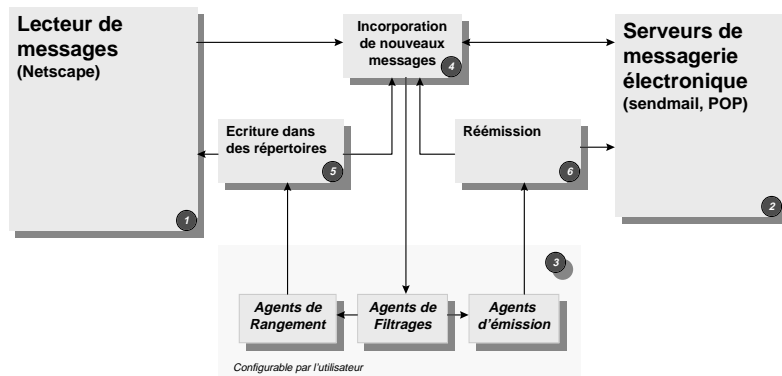 Lecteur de
messages
(Netscape)
1
Incorporation
de nouveaux
messages
4
Serveurs de
messagerie
électronique
(sendmail, POP)
2
Ecriture dans
des répertoires
5
Réémission
6
3
Agents de
Rangement
Agents de
Filtrages
Agents
d'émission
Configurable par l'utilisateur